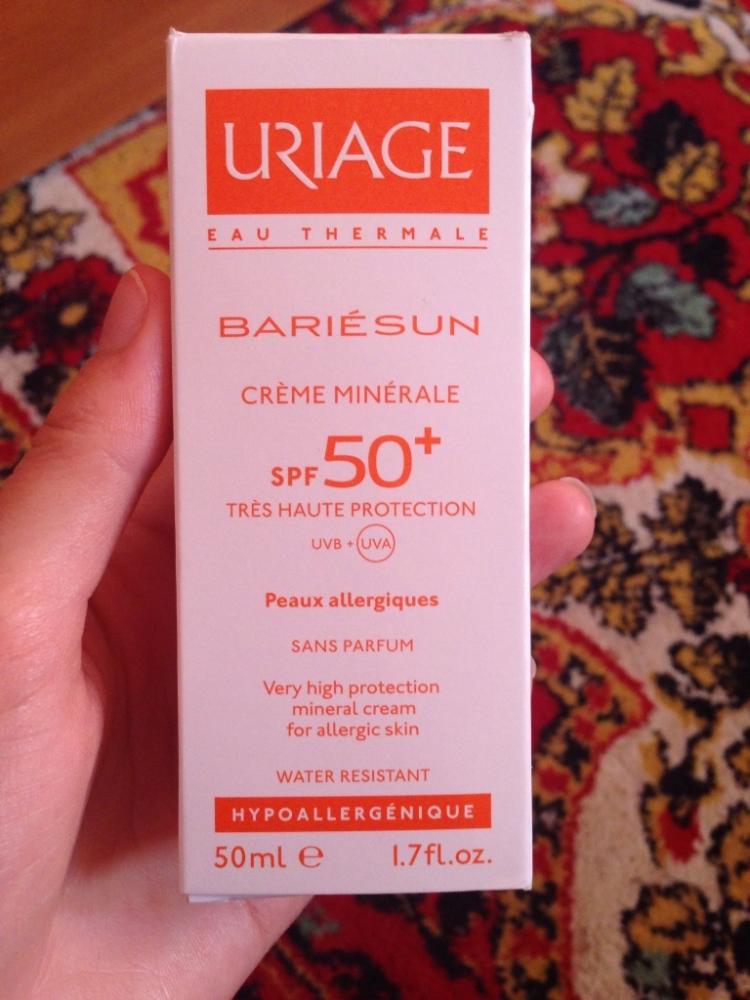 URIAGE
EAU THERMALE
BARIÉSUN
CRÈME MINÉRALE
SPF 50+
TRÈS HAUTE PROTECTION
UVB + UVA
Peaux allergiques
SANS PARFUM
Very high protection
mineral cream
for allergic skin
WATER RESISTANT
HYPOALLERGÉNIQUE
50ml e 1.7fl.oz.